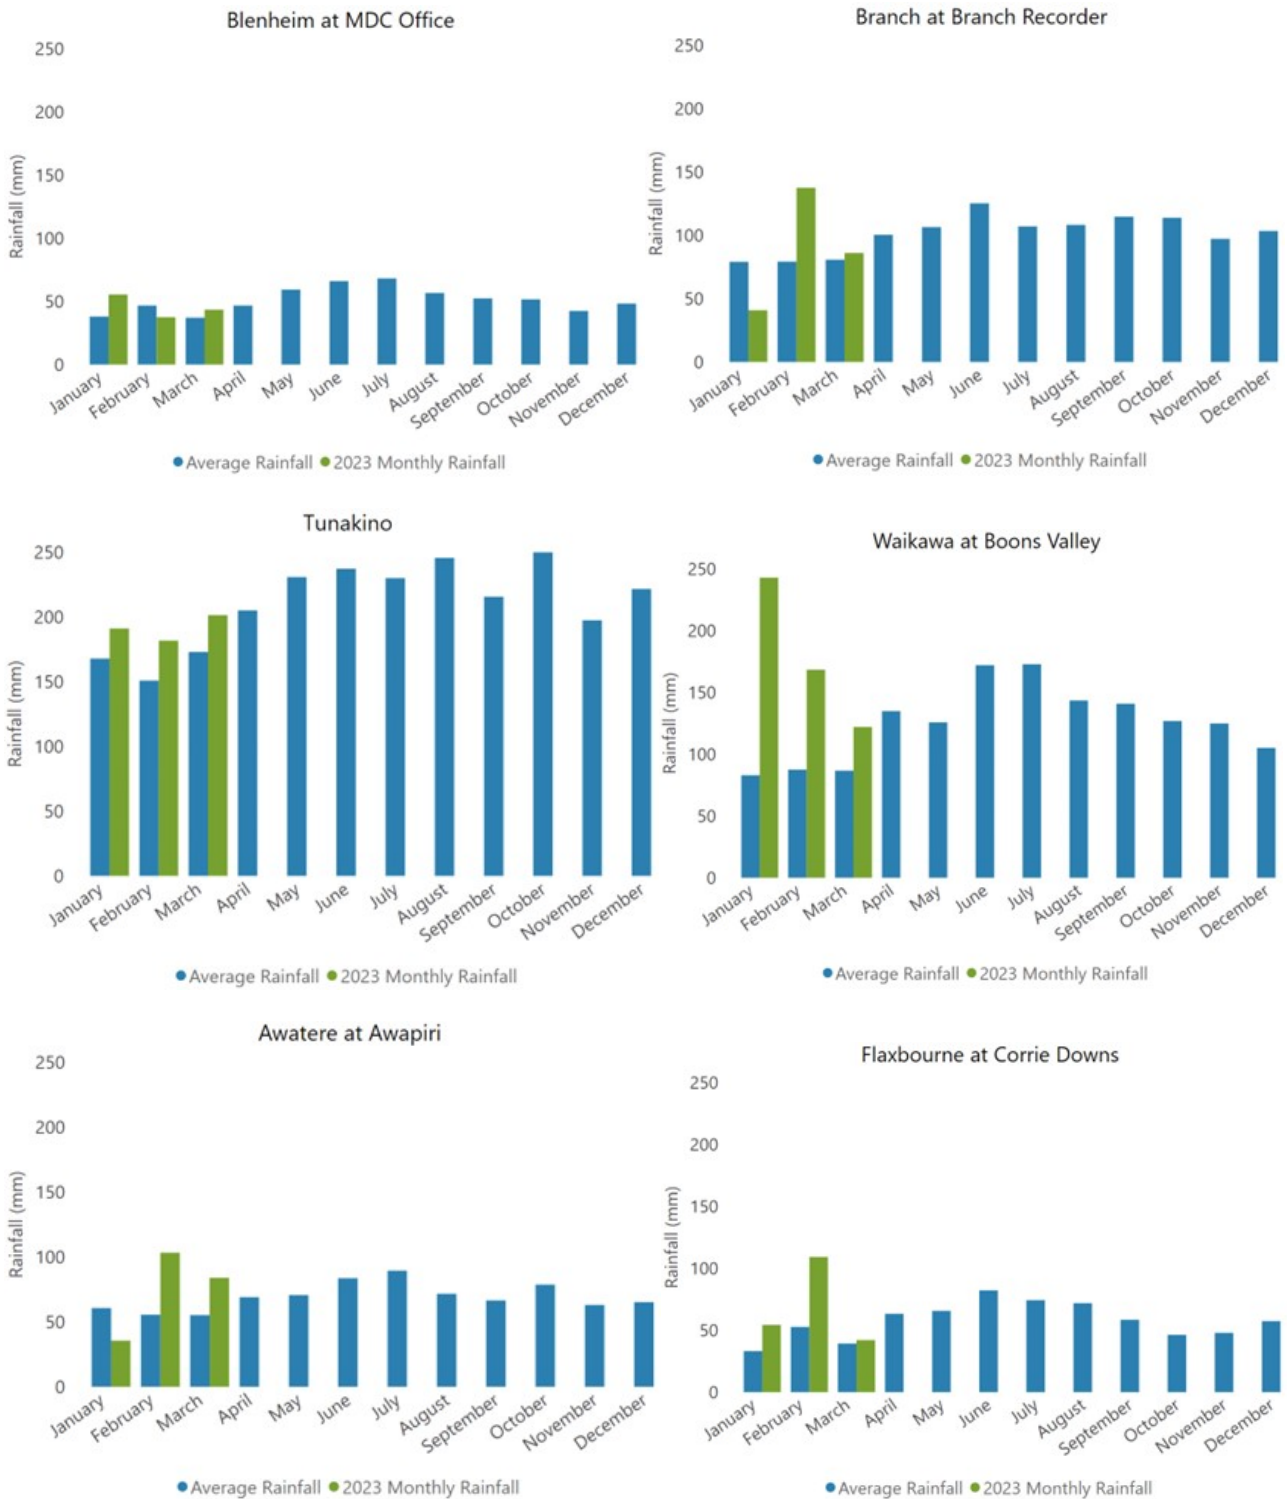 Blenheim at MDC Office
250
200
150
100
50
0
Rainfall (mm)
January February March April May June July August September October November December
Average Rainfall 2023 Monthly Rainfall
Branch at Branch Recorder
250
200
150
100
50
0
Rainfall (mm)
January February March April May June July August September October November December
Average Rainfall 2023 Monthly Rainfall
Tunakino
250
200
150
100
50
0
Rainfall (mm)
January February March April May June July August September October November December
Average Rainfall 2023 Monthly Rainfall
Waikawa at Boons Valley
250
200
150
100
50
0
Rainfall (mm)
January February March April May June July August September October November December
Average Rainfall 2023 Monthly Rainfall
Awatere at Awapiri
250
200
150
100
50
0
Rainfall (mm)
January February March April May June July August September October November December
Average Rainfall 2023 Monthly Rainfall
Flaxbourne at Corrie Downs
250
200
150
100
50
0
Rainfall (mm)
January February March April May June July August September October November December
Average Rainfall 2023 Monthly Rainfall